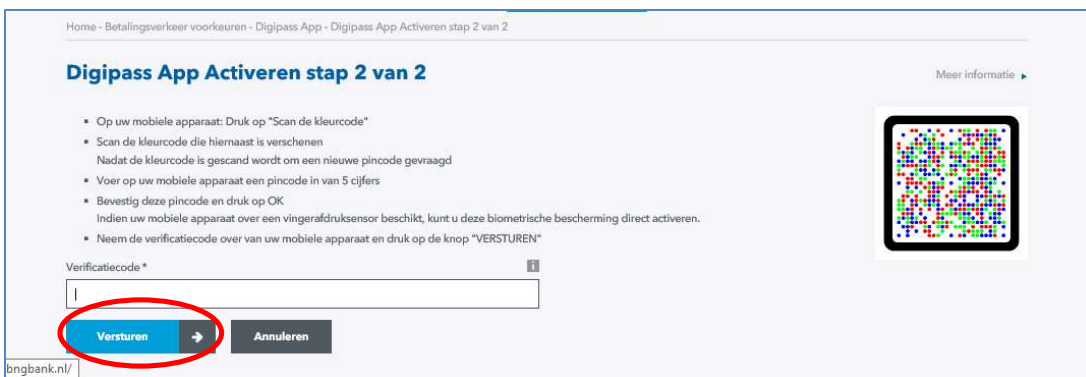 Home - Betalingsverkeer voorkeuren - Digipass App - Digipass App Activeren stap 2 van 2
Digipass App Activeren stap 2 van 2
Meer informatie
Op uw mobiele apparaat: Druk op "Scan de kleurcode"
Scan de kleurcode die hiernaast is verschenen
Nadat de kleurcode is gescand wordt om een nieuwe pincode gevraagd
Voer op uw mobiele apparaat een pincode in van 5 cijfers
Bevestig deze pincode en druk op OK
Indien uw mobiele apparaat over een vingerafdruksensor beschikt, kunt u deze biometrische bescherming direct activeren.
Neem de verificatiecode over van uw mobiele apparaat en druk op de knop "VERSTUREN"
Verificatiecode *
i
Versturen
Annuleren
bngbank.nl/